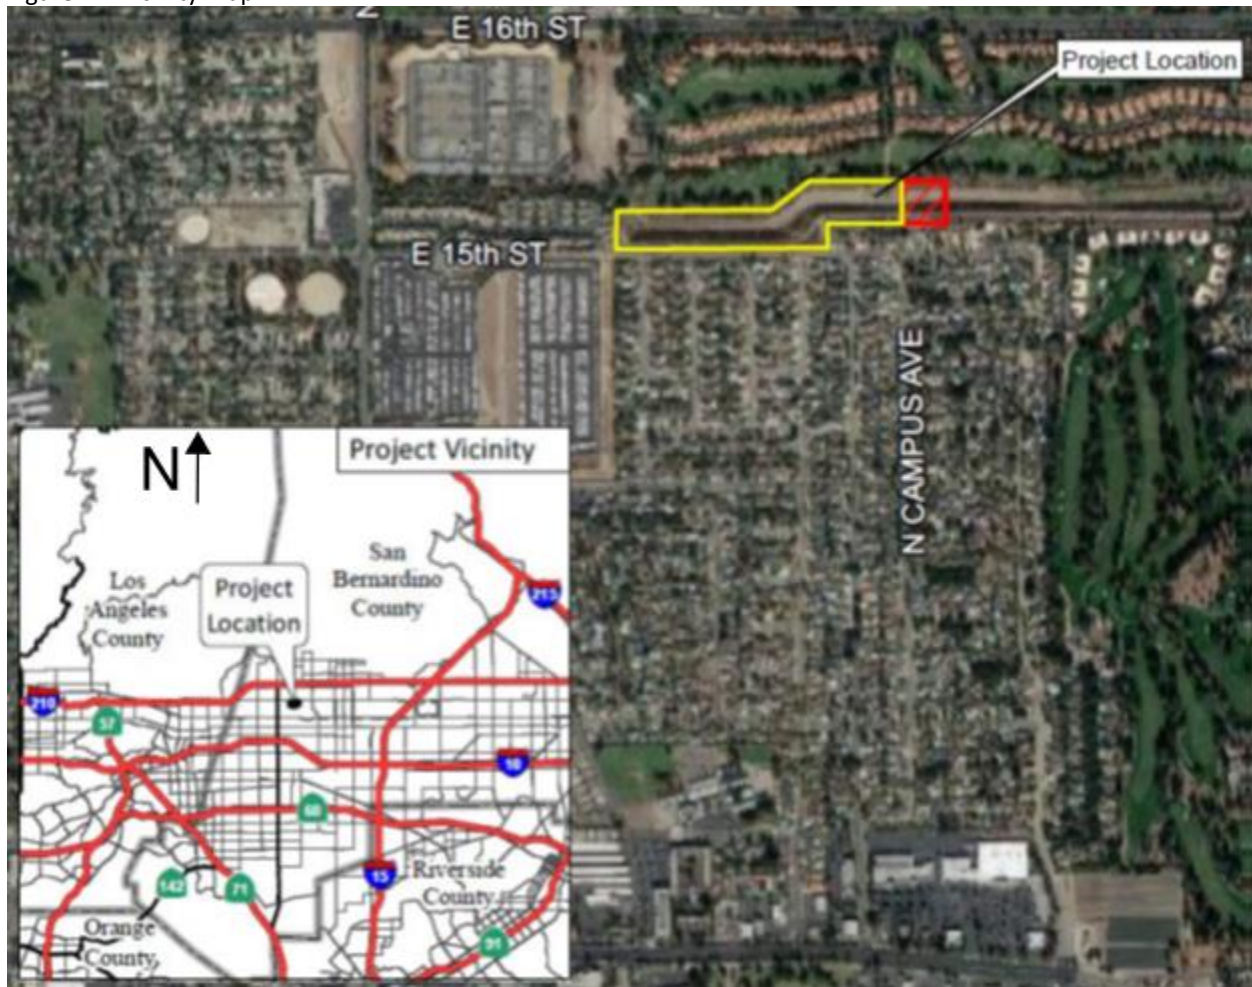 E 16th ST
Project Location
E 15th ST
N CAMPUS AVE
Project Vicinity
N
San
Bernardino
County
Los
Angeles
County
Project
Location
215
210
57
10
60
15
Riverside
County
142
71
91
Orange
County